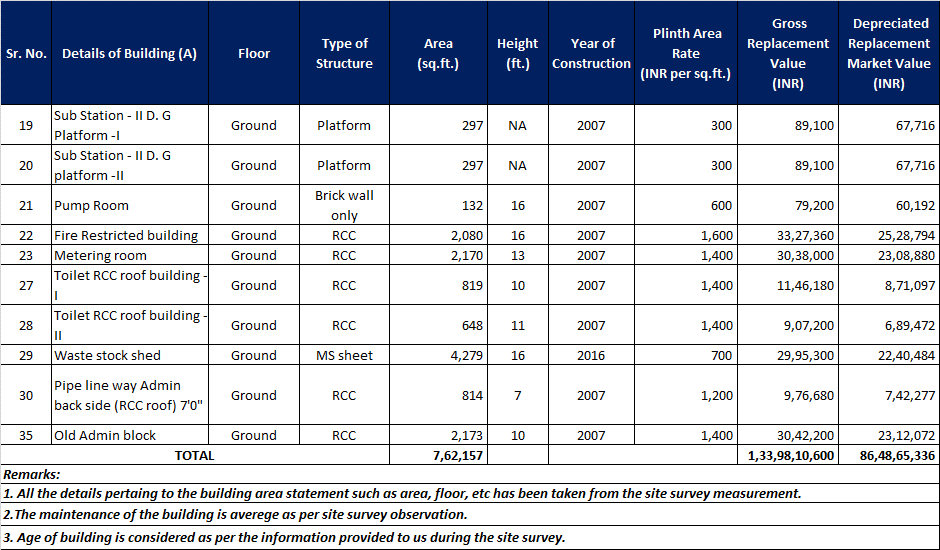 Sr. No. Details of Building (A) Floor Type of Structure Area (sq.ft.) Height (ft.) Year of Construction Plinth Area Rate (INR per sq.ft.) Gross Replacement Value (INR) Depreciated Replacement Market Value (INR)
19 Sub Station - II D. G Platform -I Ground Platform 297 NA 2007 300 89,100 67,716
20 Sub Station - II D. G platform -II Ground Platform 297 NA 2007 300 89,100 67,716
21 Pump Room Ground Brick wall only 132 16 2007 600 79,200 60,192
22 Fire Restricted building Ground RCC 2,080 16 2007 1,600 33,27,360 25,28,794
23 Metering room Ground RCC 2,170 13 2007 1,400 30,38,000 23,08,880
27 Toilet RCC roof building - I Ground RCC 819 10 2007 1,400 11,46,180 8,71,097
28 Toilet RCC roof building - II Ground RCC 648 11 2007 1,400 9,07,200 6,89,472
29 Waste stock shed Ground MS sheet 4,279 16 2016 700 29,95,300 22,40,484
30 Pipe line way Admin back side (RCC roof) 7'0" Ground RCC 814 7 2007 1,200 9,76,680 7,42,277
35 Old Admin block Ground RCC 2,173 10 2007 1,400 30,42,200 23,12,072
TOTAL 7,62,157 1,33,98,10,600 86,48,65,336
Remarks:
1. All the details pertaing to the building area statement such as area, floor, etc has been taken from the site survey measurement.
2.The maintenance of the building is averege as per site survey observation.
3. Age of building is considered as per the information provided to us during the site survey.